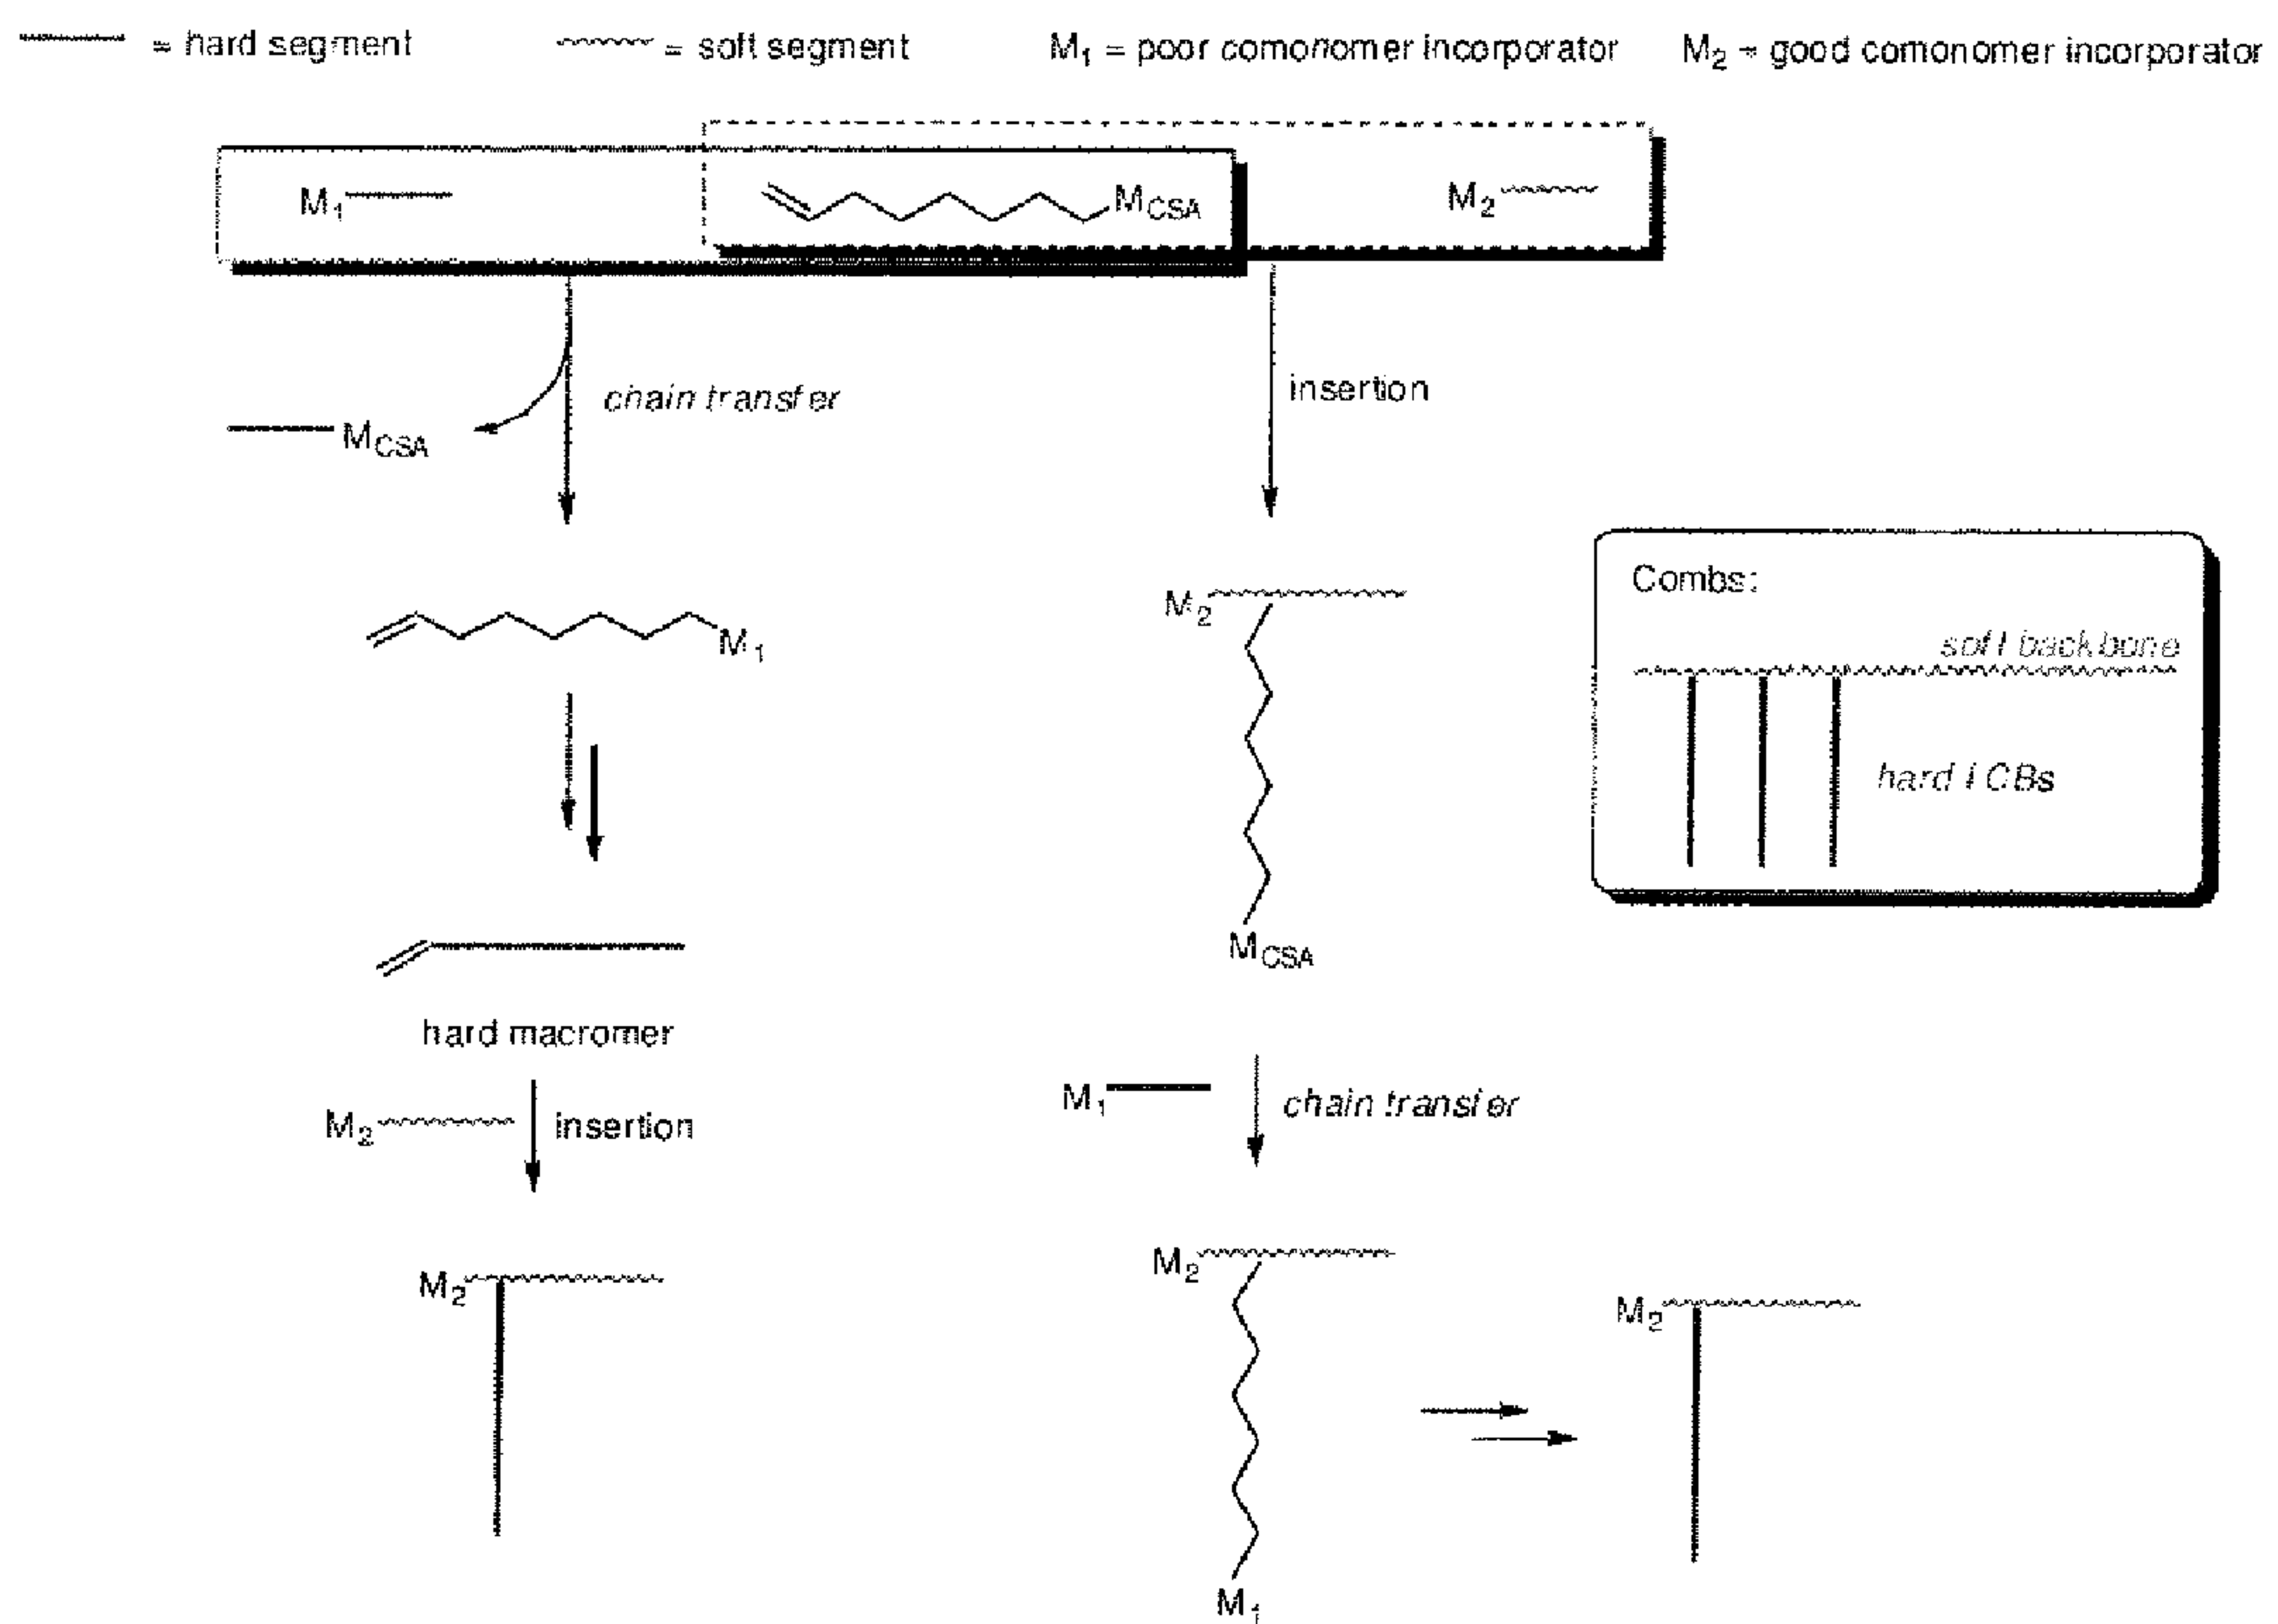 = hard segment = soft segment M1 = poor comonomer incorporator M2 = good comonomer incorporator
M1 MCSA M2
chain transfer
insertion
MCSA
M1
M2
Combs:
soft backbone
hard LCBs
MCSA
hard macromer
M2 insertion
M1 chain transfer
M2
M2
M2
M1